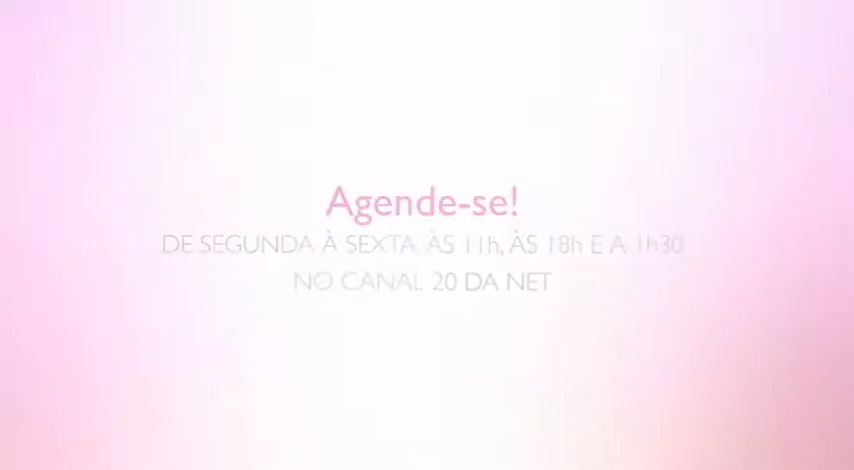 Agende-se!
DE SEGUNDA À SEXTA, ÀS 11h, ÀS 18h E A 1h30
NO CANAL 20 DA NET